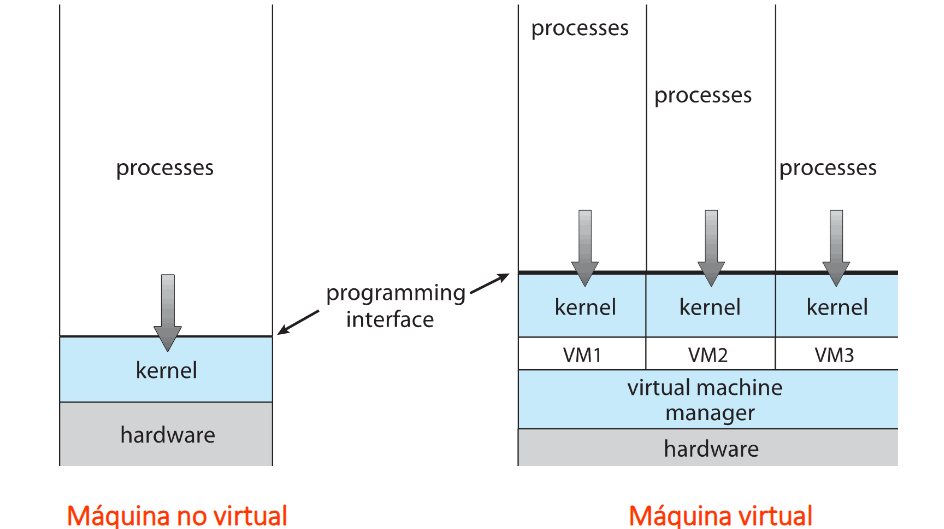 processes
kernel
hardware
Máquina no virtual
programming
interface
processes
processes
processes
kernel
kernel
kernel
VM1
VM2
VM3
virtual machine
manager
hardware
Máquina virtual